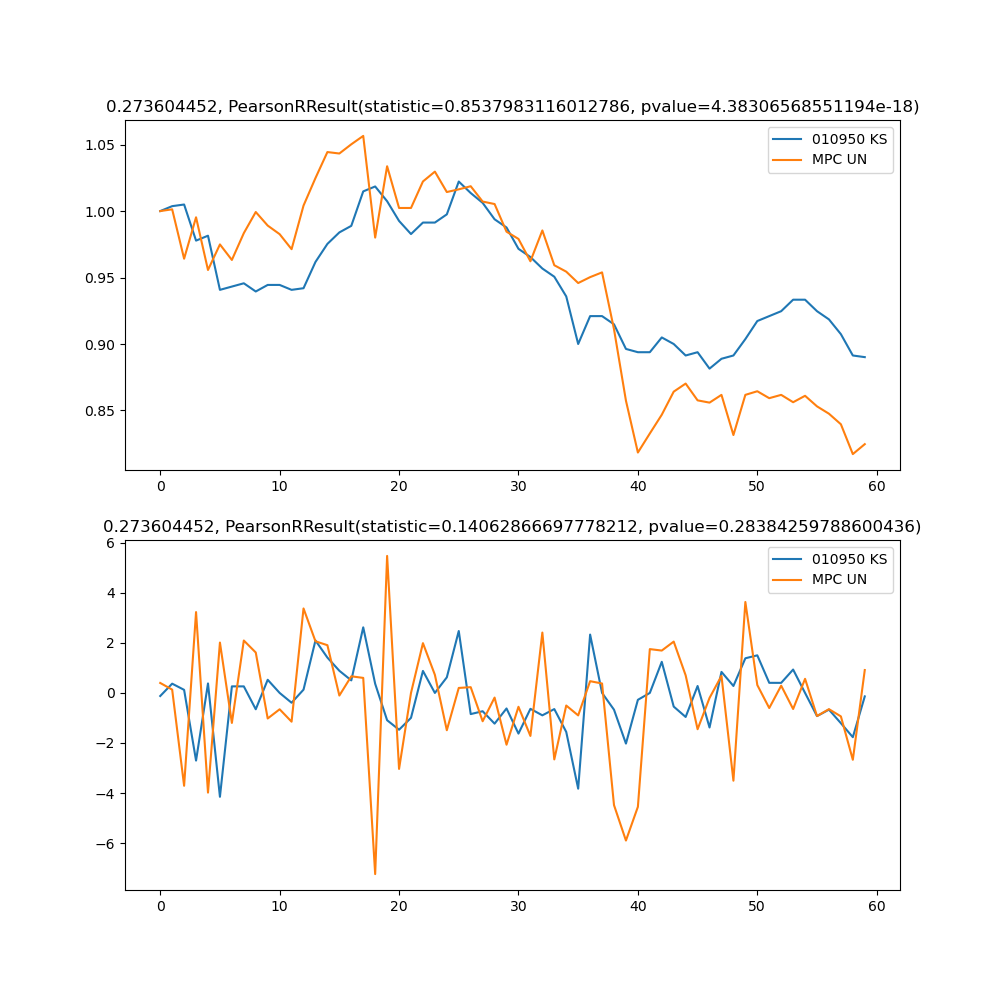 0.273604452, PearsonRResult(statistic=0.8537983116012786, pvalue=4.38306568551194e-18)
010950 KS
MPC UN
1.05
1.00
0.95
0.90
0.85
0 10 20 30 40 50 60
0.273604452, PearsonRResult(statistic=0.14062866697778212, pvalue=0.28384259788600436)
010950 KS
MPC UN
6
4
2
0
−2
−4
−6
0 10 20 30 40 50 60